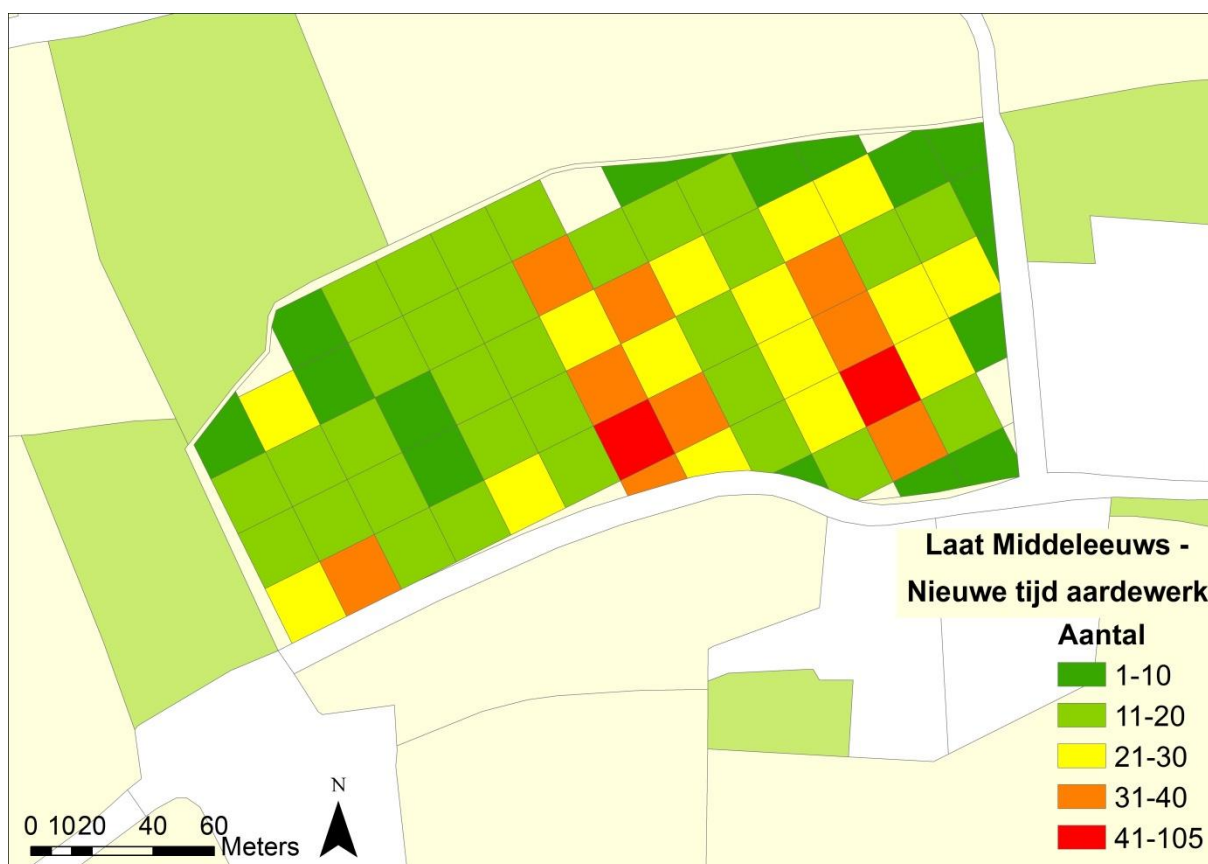 Laat Middeleeuws -
Nieuwe tijd aardewerk
Aantal
1-10
11-20
21-30
31-40
41-105
N
0 10 20 40 60
Meters